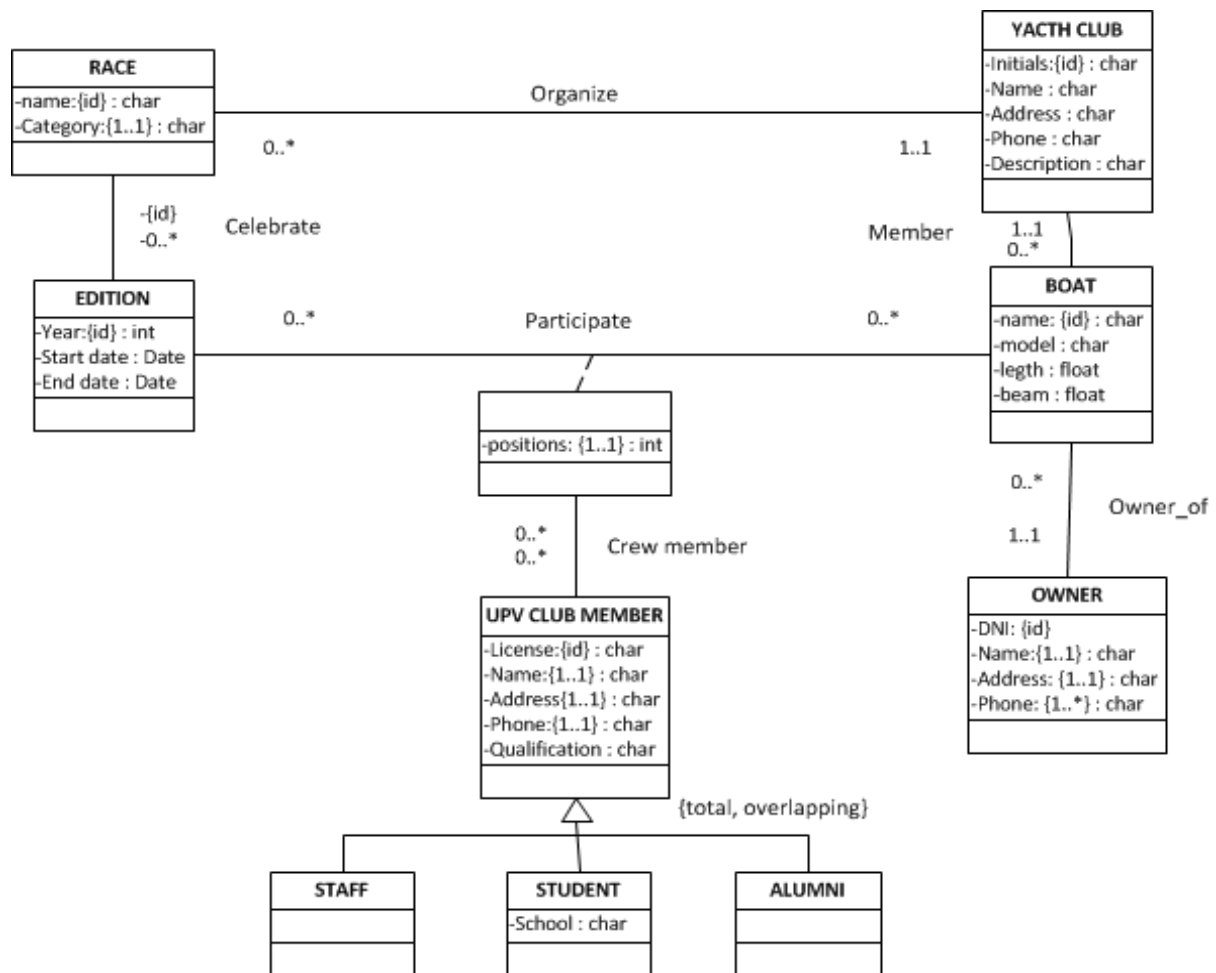 RACE
-name:{id} : char
-Category:{1..1} : char
Organize
0..*
1..1
YACTH CLUB
-Initials:{id} : char
-Name : char
-Address : char
-Phone : char
-Description : char
-{id}
-0..*
Celebrate
Member
1..1
0..*
EDITION
-Year:{id} : int
-Start date : Date
-End date : Date
0..*
Participate
0..*
BOAT
-name: {id} : char
-model : char
-legth : float
-beam : float
-positions: {1..1} : int
0..*
Owner_of
1..1
0..*
0..*
Crew member
OWNER
-DNI: {id}
-Name:{1..1} : char
-Address: {1..1} : char
-Phone: {1..*} : char
UPV CLUB MEMBER
-License:{id} : char
-Name:{1..1} : char
-Address{1..1} : char
-Phone:{1..1} : char
-Qualification : char
{total, overlapping}
STAFF
STUDENT
-School : char
ALUMNI